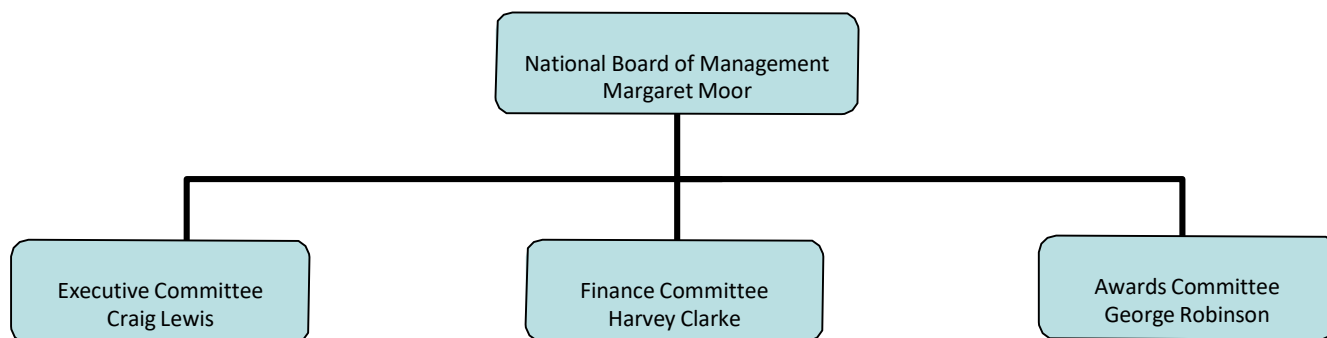 National Board of Management
Margaret Moor
Executive Committee
Craig Lewis
Finance Committee
Harvey Clarke
Awards Committee
George Robinson